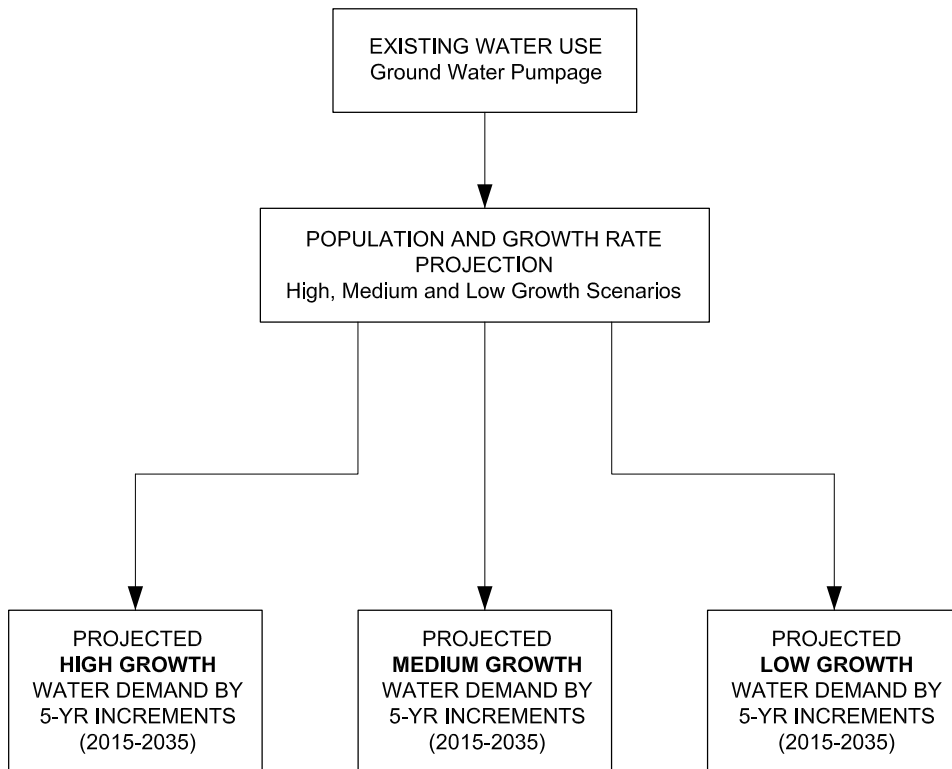 EXISTING WATER USE
Ground Water Pumpage
POPULATION AND GROWTH RATE
PROJECTION
High, Medium and Low Growth Scenarios
PROJECTED
HIGH GROWTH
WATER DEMAND BY
5-YR INCREMENTS
(2015-2035)
PROJECTED
MEDIUM GROWTH
WATER DEMAND BY
5-YR INCREMENTS
(2015-2035)
PROJECTED
LOW GROWTH
WATER DEMAND BY
5-YR INCREMENTS
(2015-2035)